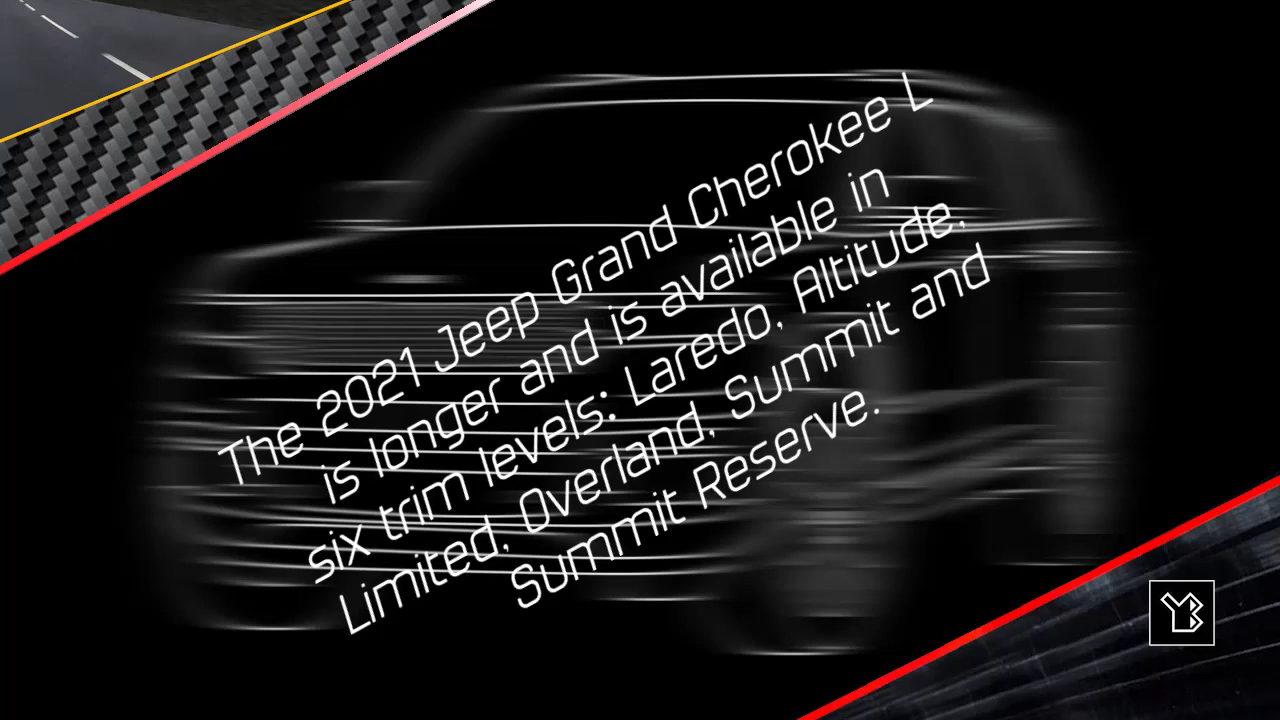 The 2021 Jeep Grand Cherokee L
is longer and is available in
six trim levels: Laredo, Altitude,
Limited, Overland, Summit and
Summit Reserve.